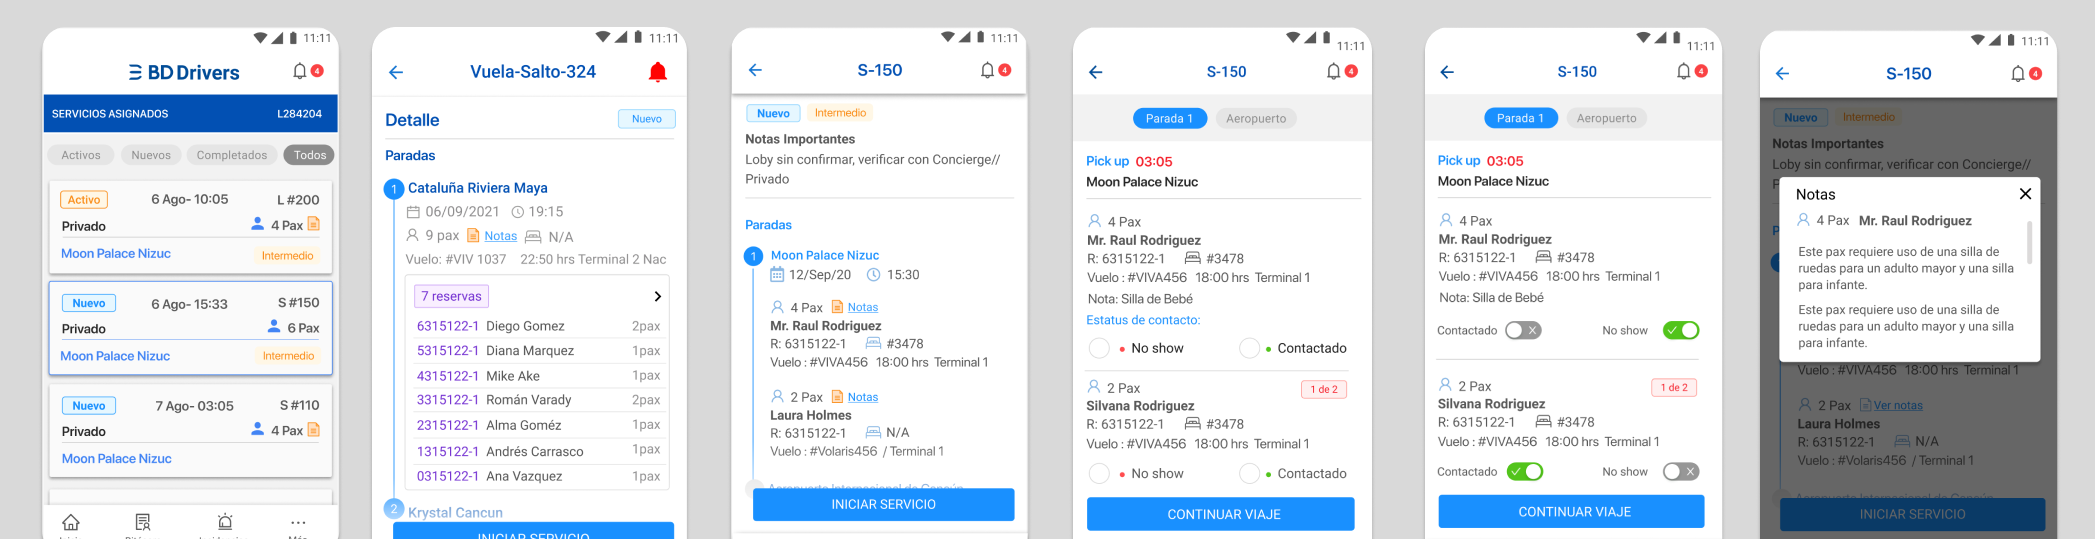 11:11
BD Drivers
4
SERVICIOS ASIGNADOS L284204
Activos Nuevos Completados Todos
Activo 6 Ago- 10:05 L #200
Privado 4 Pax
Moon Palace Nizuc Intermedio
Nuevo 6 Ago- 15:33 S #150
Privado 6 Pax
Moon Palace Nizuc Intermedio
Nuevo 7 Ago- 03:05 S #110
Privado 4 Pax
Moon Palace Nizuc
11:11
Vuela-Salto-324
Detalle Nuevo
Paradas
1 Cataluña Riviera Maya
06/09/2021 19:15
9 pax Notas N/A
Vuelo: #VIV 1037 22:50 hrs Terminal 2 Nac
7 reservas
6315122-1 Diego Gomez 2pax
5315122-1 Diana Marquez 1pax
4315122-1 Mike Ake 1pax
3315122-1 Román Varady 2pax
2315122-1 Alma Goméz 1pax
1315122-1 Andrés Carrasco 1pax
0315122-1 Ana Vazquez 1pax
2 Krystal Cancun
INICIAR SERVICIO
11:11
S-150 4
Nuevo Intermedio
Notas Importantes
Loby sin confirmar, verificar con Concierge//
Privado
Paradas
1 Moon Palace Nizuc
12/Sep/20 15:30
4 Pax Notas
Mr. Raul Rodriguez
R: 6315122-1 #3478
Vuelo : #VIVA456 18:00 hrs Terminal 1
2 Pax Notas
Laura Holmes
R: 6315122-1 N/A
Vuelo : #Volaris456 / Terminal 1
Aeropuerto Internacional de Cancún
INICIAR SERVICIO
11:11
S-150 4
Parada 1 Aeropuerto
Pick up 03:05
Moon Palace Nizuc
4 Pax
Mr. Raul Rodriguez
R: 6315122-1 #3478
Vuelo : #VIVA456 18:00 hrs Terminal 1
Nota: Silla de Bebé
Estatus de contacto:
No show Contactado
2 Pax 1 de 2
Silvana Rodriguez
R: 6315122-1 #3478
Vuelo : #VIVA456 18:00 hrs Terminal 1
No show Contactado
CONTINUAR VIAJE
11:11
S-150 4
Parada 1 Aeropuerto
Pick up 03:05
Moon Palace Nizuc
4 Pax
Mr. Raul Rodriguez
R: 6315122-1 #3478
Vuelo : #VIVA456 18:00 hrs Terminal 1
Nota: Silla de Bebé
Contactado No show
2 Pax 1 de 2
Silvana Rodriguez
R: 6315122-1 #3478
Vuelo : #VIVA456 18:00 hrs Terminal 1
Contactado No show
CONTINUAR VIAJE
11:11
S-150 4
Nuevo Intermedio
Notas Importantes
Loby sin confirmar, verificar con Concierge//
Notas
4 Pax Mr. Raul Rodriguez
Este pax requiere uso de una silla de
ruedas para un adulto mayor y una silla
para infante.
Este pax requiere uso de una silla de
ruedas para un adulto mayor y una silla
para infante.
Vuelo : #VIVA456 18:00 hrs Terminal 1
2 Pax Ver notas
Laura Holmes
R: 6315122-1 N/A
Vuelo : #Volaris456 / Terminal 1
INICIAR SERVICIO